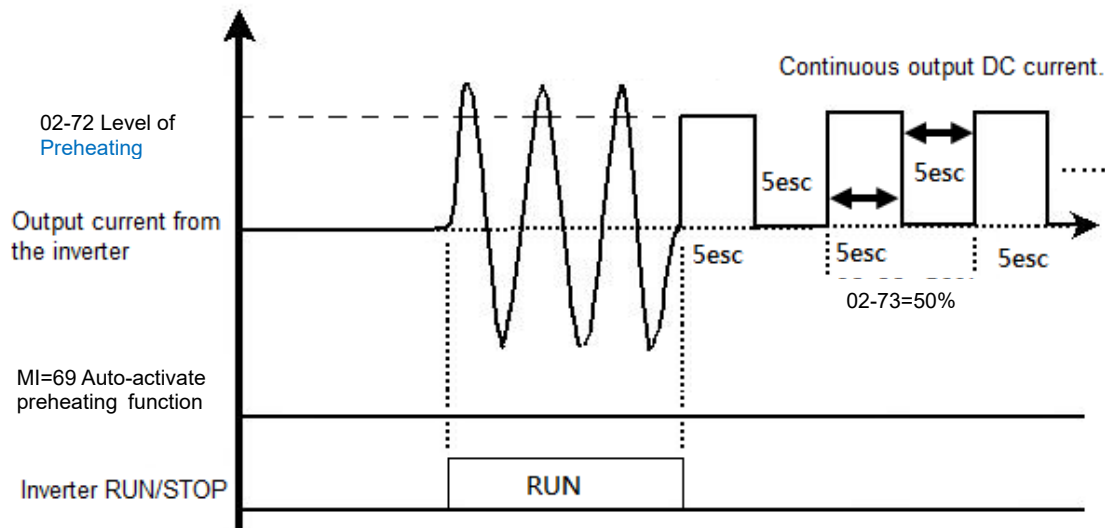 Continuous output DC current.
02-72 Level of
Preheating
5esc
5esc
Output current from
the inverter
5esc
5esc
5esc
02-73=50%
MI=69 Auto-activate
preheating function
Inverter RUN/STOP
RUN